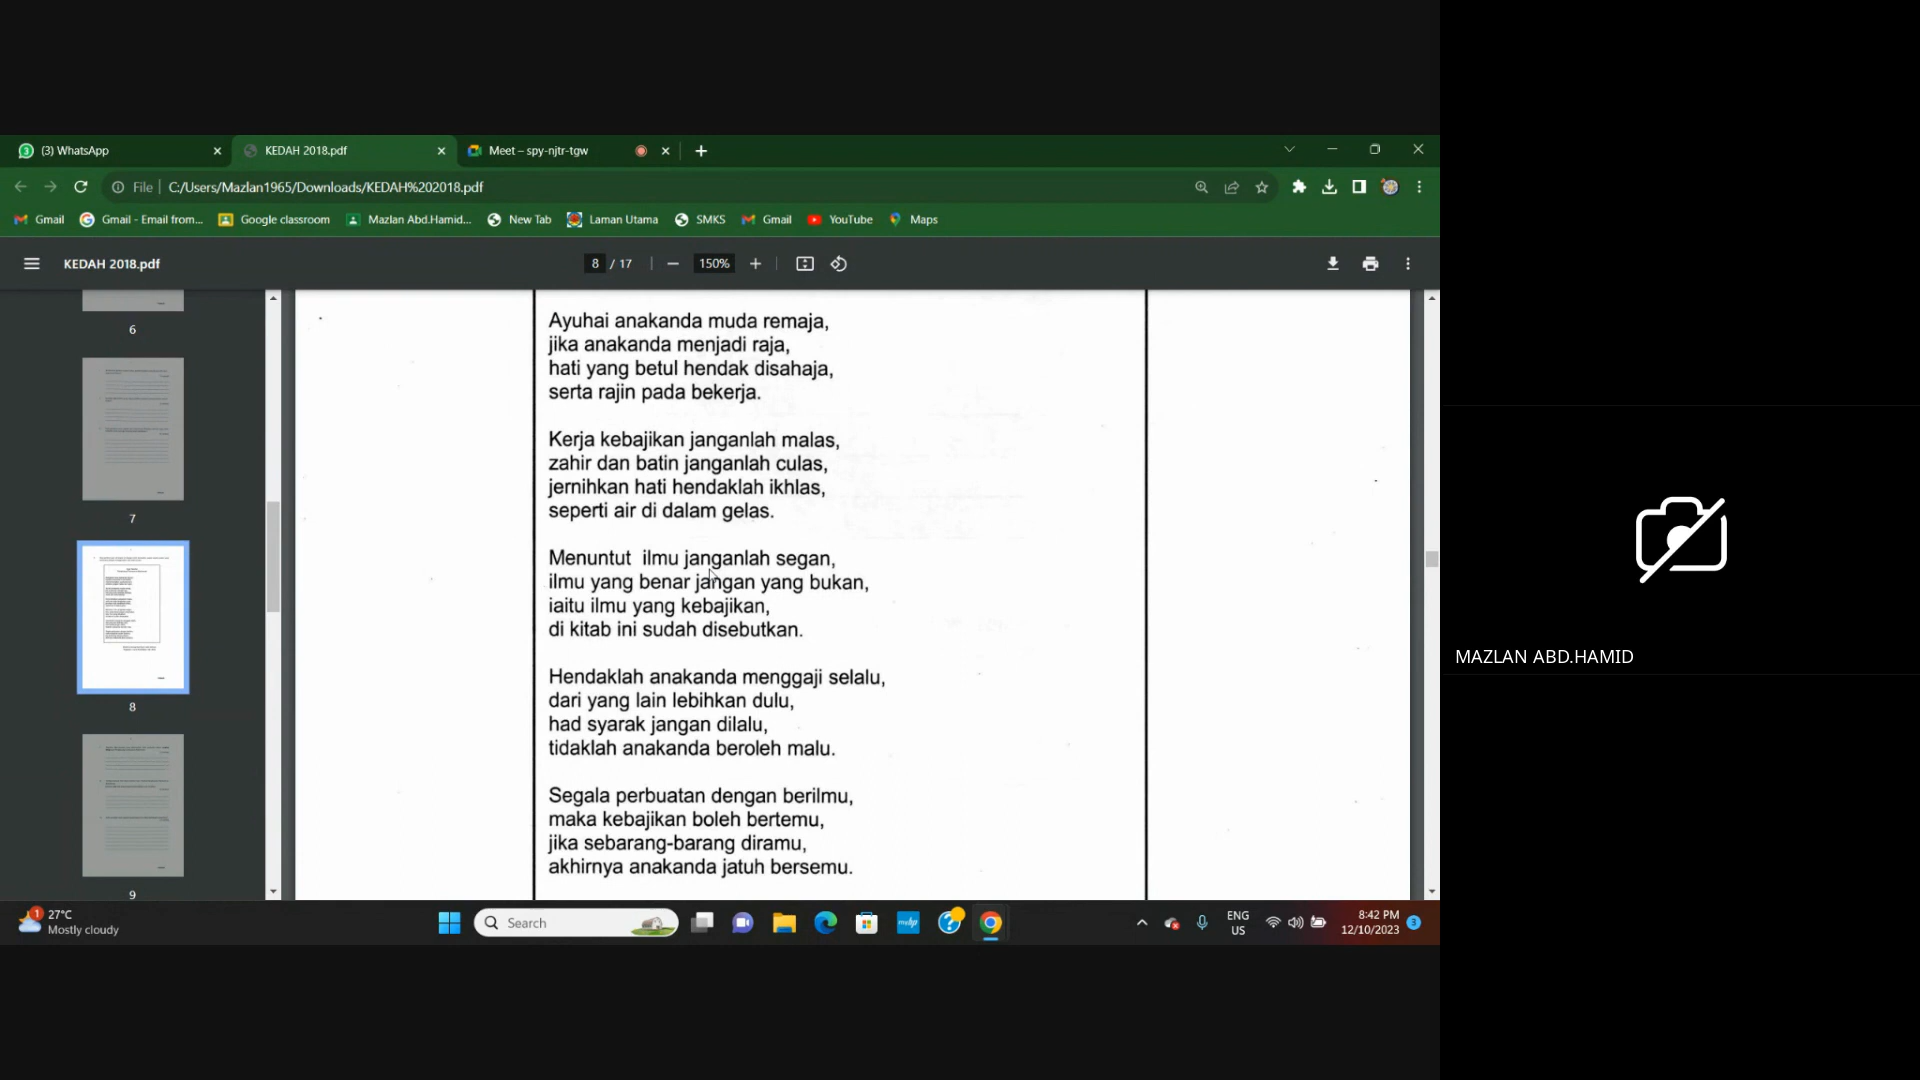 (3) WhatsApp
KEDAH 2018.pdf
Meet – spy-njtr-tgw
File
C:/Users/Mazlan1965/Downloads/KEDAH%202018.pdf
Gmail
Gmail - Email from...
Google classroom
Mazlan Abd.Hamid...
New Tab
Laman Utama
SMKS
Gmail
YouTube
Maps
KEDAH 2018.pdf
8 / 17
150%
6
7
8
9
Ayuhai anakanda muda remaja,
jika anakanda menjadi raja,
hati yang betul hendak disahaja,
serta rajin pada bekerja.
Kerja kebajikan janganlah malas,
zahir dan batin janganlah culas,
jernihkan hati hendaklah ikhlas,
seperti air di dalam gelas.
Menuntut ilmu janganlah segan,
ilmu yang benar jangan yang bukan,
iaitu ilmu yang kebajikan,
di kitab ini sudah disebutkan.
Hendaklah anakanda menggaji selalu,
dari yang lain lebihkan dulu,
had syarak jangan dilalu,
tidaklah anakanda beroleh malu.
Segala perbuatan dengan berilmu,
maka kebajikan boleh bertemu,
jika sebarang-barang diramu,
akhirnya anakanda jatuh bersemu.
MAZLAN ABD.HAMID
1
27°C
Mostly cloudy
Search
ENG
US
8:42 PM
12/10/2023
3